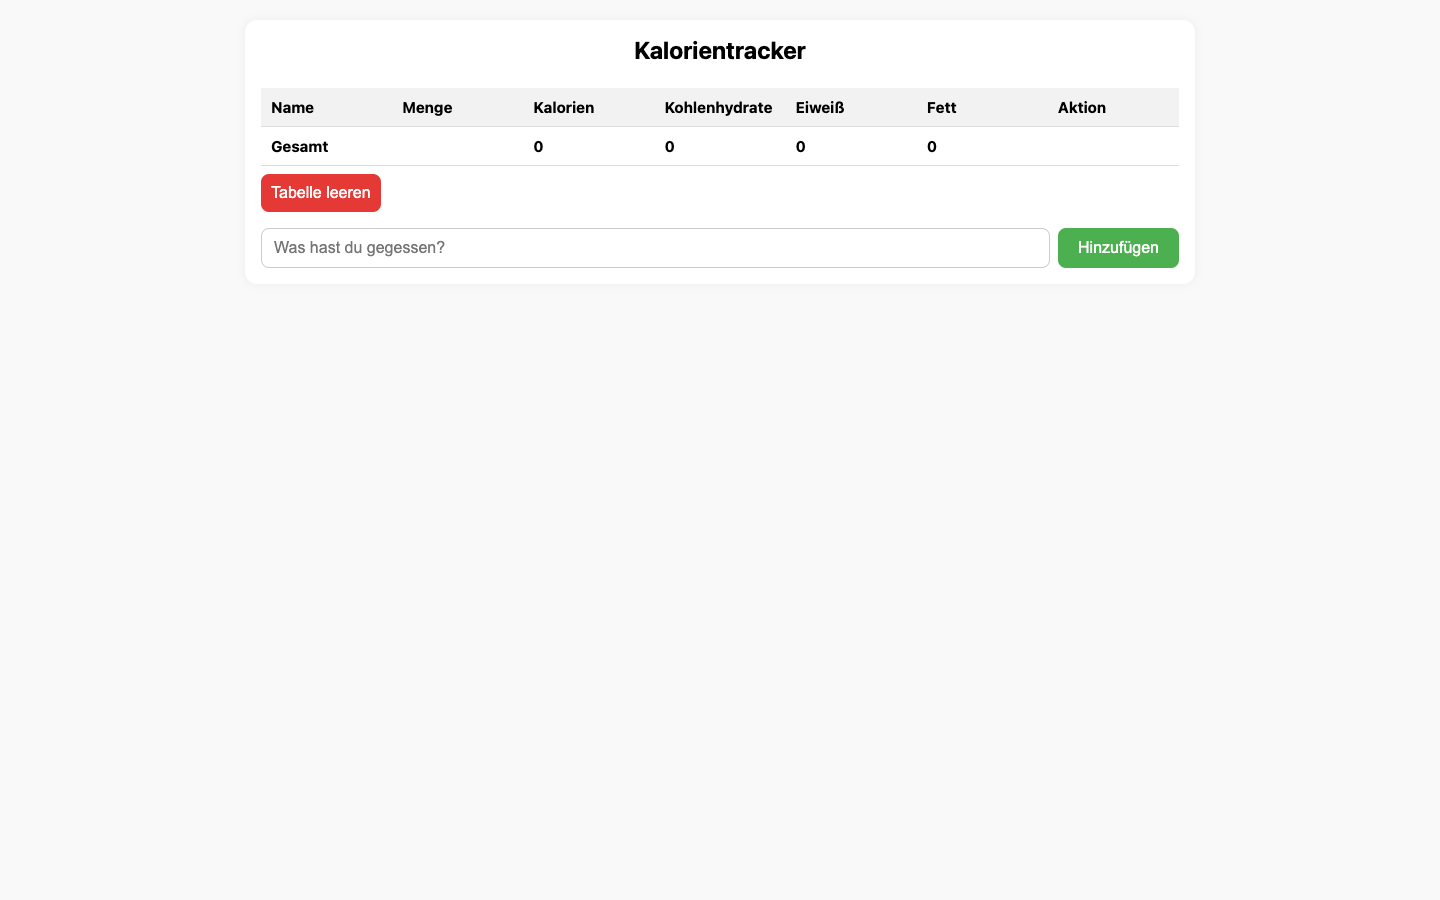 Kalorientracker
Name Menge Kalorien Kohlenhydrate Eiweiß Fett Aktion
Gesamt 0 0 0 0
Tabelle leeren
Was hast du gegessen? Hinzufügen